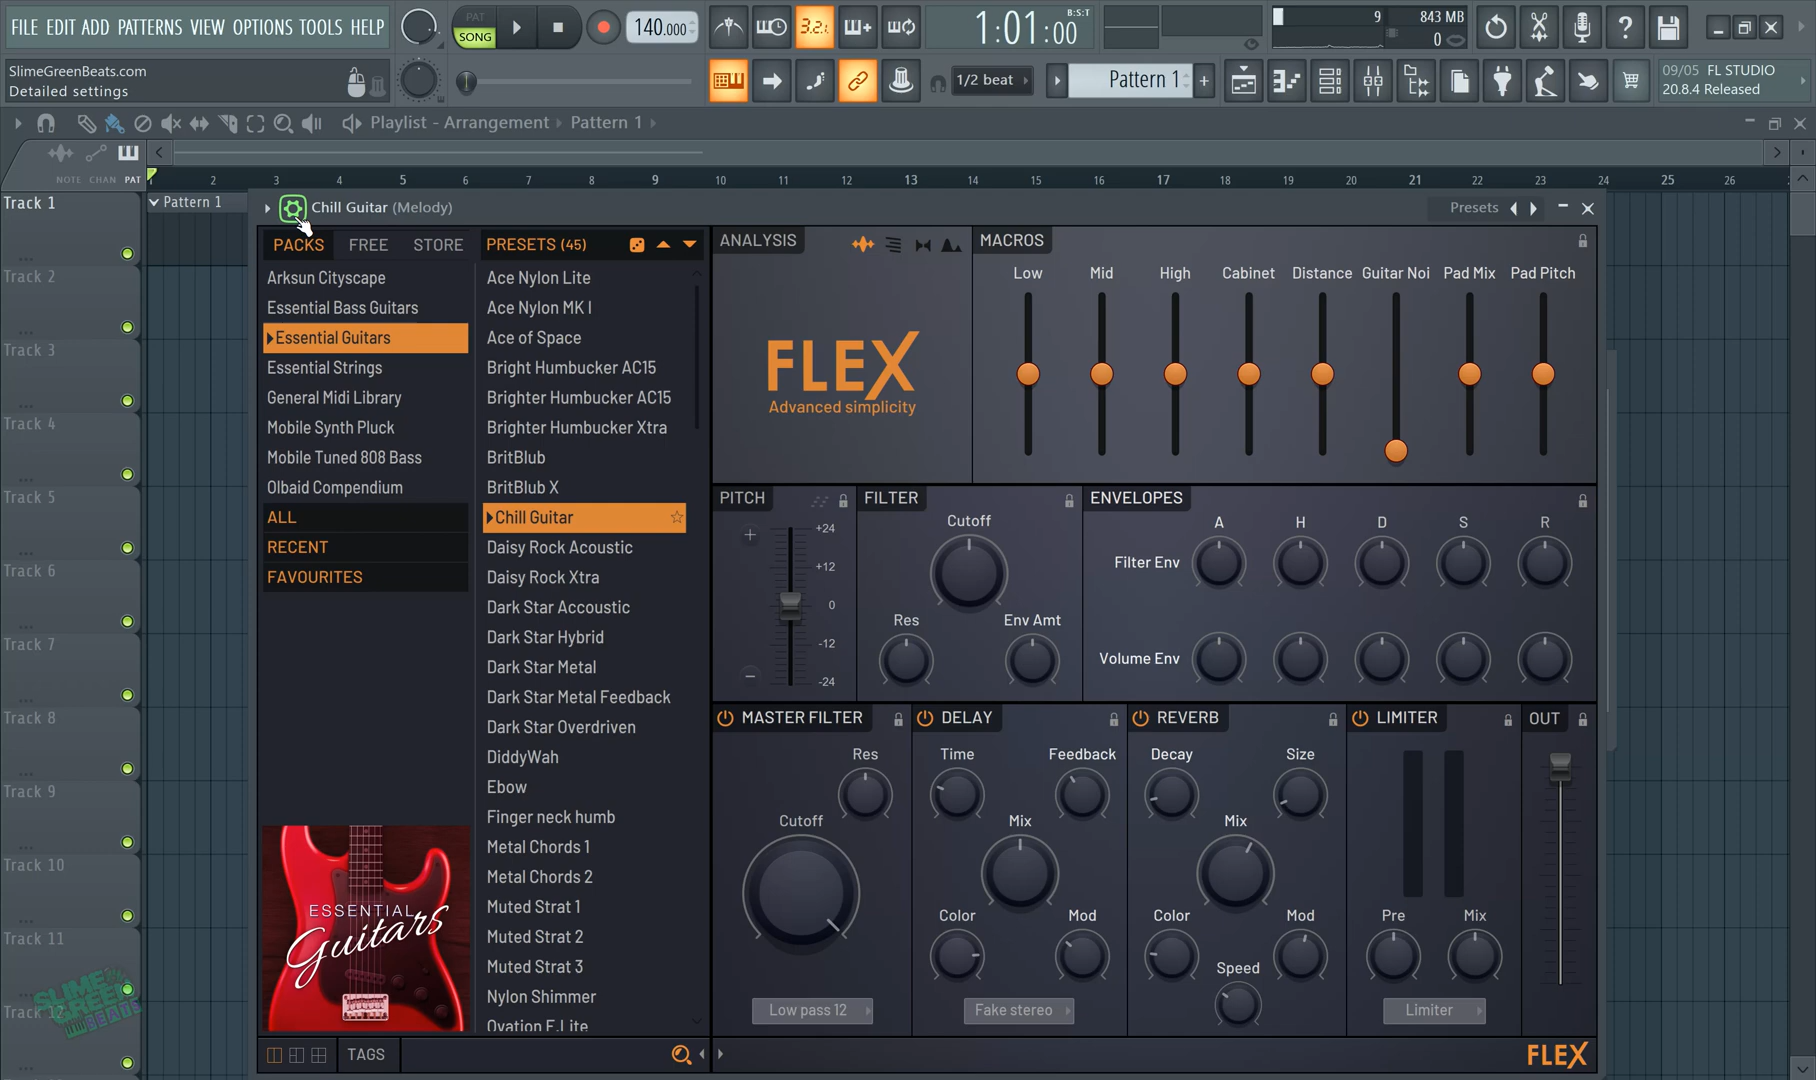 FILE EDIT ADD PATTERNS VIEW OPTIONS TOOLS HELP
PAT
SONG
140.000
3.2.1
1:01:00
B:S:T
9
843 MB
0
SlimeGreenBeats.com
Detailed settings
1/2 beat
Pattern 1
09/05 FL STUDIO
20.8.4 Released
Playlist - Arrangement
Pattern 1
NOTE CHAN PAT
1 2 3 4 5 6 7 8 9 10 11 12 13 14 15 16 17 18 19 20 21 22 23 24 25 26
Track 1
Track 2
Track 3
Track 4
Track 5
Track 6
Track 7
Track 8
Track 9
Track 10
Track 11
Track 12
Pattern 1
Chill Guitar (Melody)
Presets
PACKS FREE STORE
Arksun Cityscape
Essential Bass Guitars
Essential Guitars
Essential Strings
General Midi Library
Mobile Synth Pluck
Mobile Tuned 808 Bass
Olbaid Compendium
ALL
RECENT
FAVOURITES
ESSENTIAL
Guitars
TAGS
PRESETS (45)
Ace Nylon Lite
Ace Nylon MK I
Ace of Space
Bright Humbucker AC15
Brighter Humbucker AC15
Brighter Humbucker Xtra
BritBlub
BritBlub X
Chill Guitar
Daisy Rock Acoustic
Daisy Rock Xtra
Dark Star Accoustic
Dark Star Hybrid
Dark Star Metal
Dark Star Metal Feedback
Dark Star Overdriven
DiddyWah
Ebow
Finger neck humb
Metal Chords 1
Metal Chords 2
Muted Strat 1
Muted Strat 2
Muted Strat 3
Nylon Shimmer
Ovation E.Lite
ANALYSIS
FLEX
Advanced simplicity
MACROS
Low Mid High Cabinet Distance Guitar Noi Pad Mix Pad Pitch
PITCH
+24
+12
0
-12
-24
FILTER
Cutoff
Res
Env Amt
ENVELOPES
A H D S R
Filter Env
Volume Env
MASTER FILTER
Res
Cutoff
Low pass 12
DELAY
Time Feedback
Mix
Color Mod
Fake stereo
REVERB
Decay Size
Mix
Color Mod
Speed
LIMITER
Pre Mix
Limiter
OUT
FLEX
SLIME
GREEN
BEATS